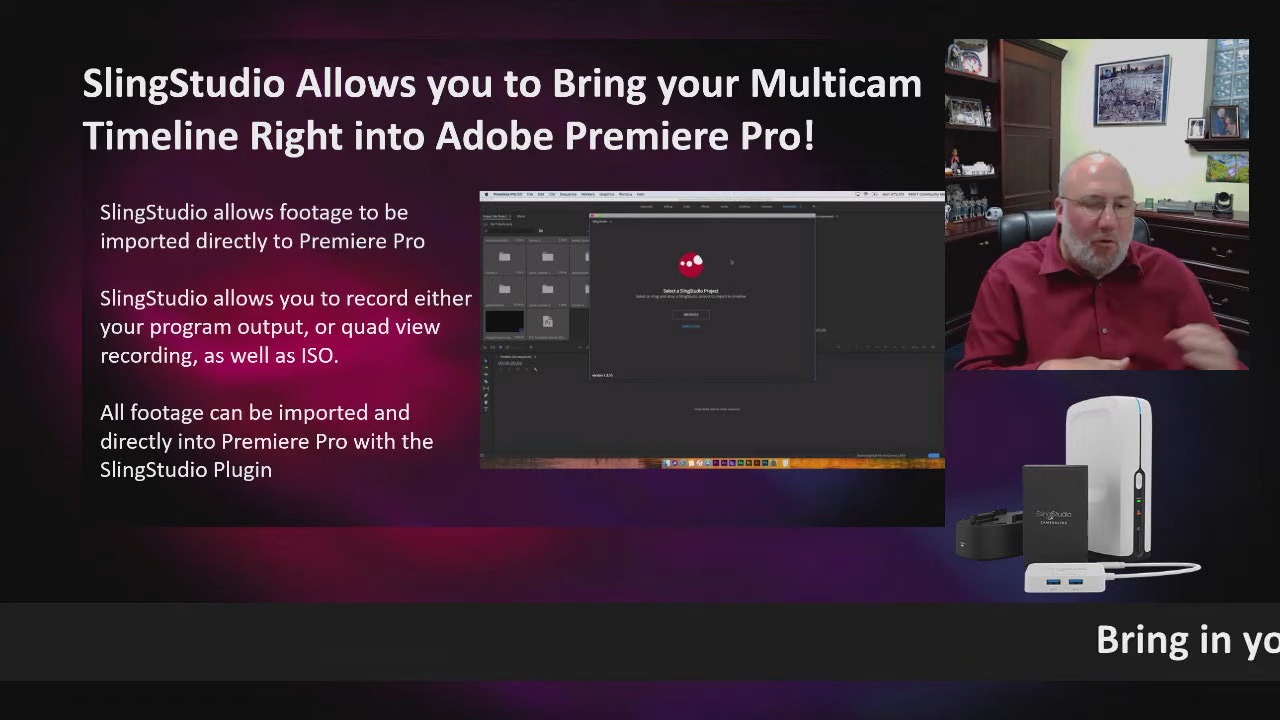 SlingStudio Allows you to Bring your Multicam
Timeline Right into Adobe Premiere Pro!
SlingStudio allows footage to be
imported directly to Premiere Pro
SlingStudio allows you to record either
your program output, or quad view
recording, as well as ISO.
All footage can be imported and
directly into Premiere Pro with the
SlingStudio Plugin
Select a SlingStudio Project
BROWSE
SlingStudio
CAMERALINK
Bring in yo